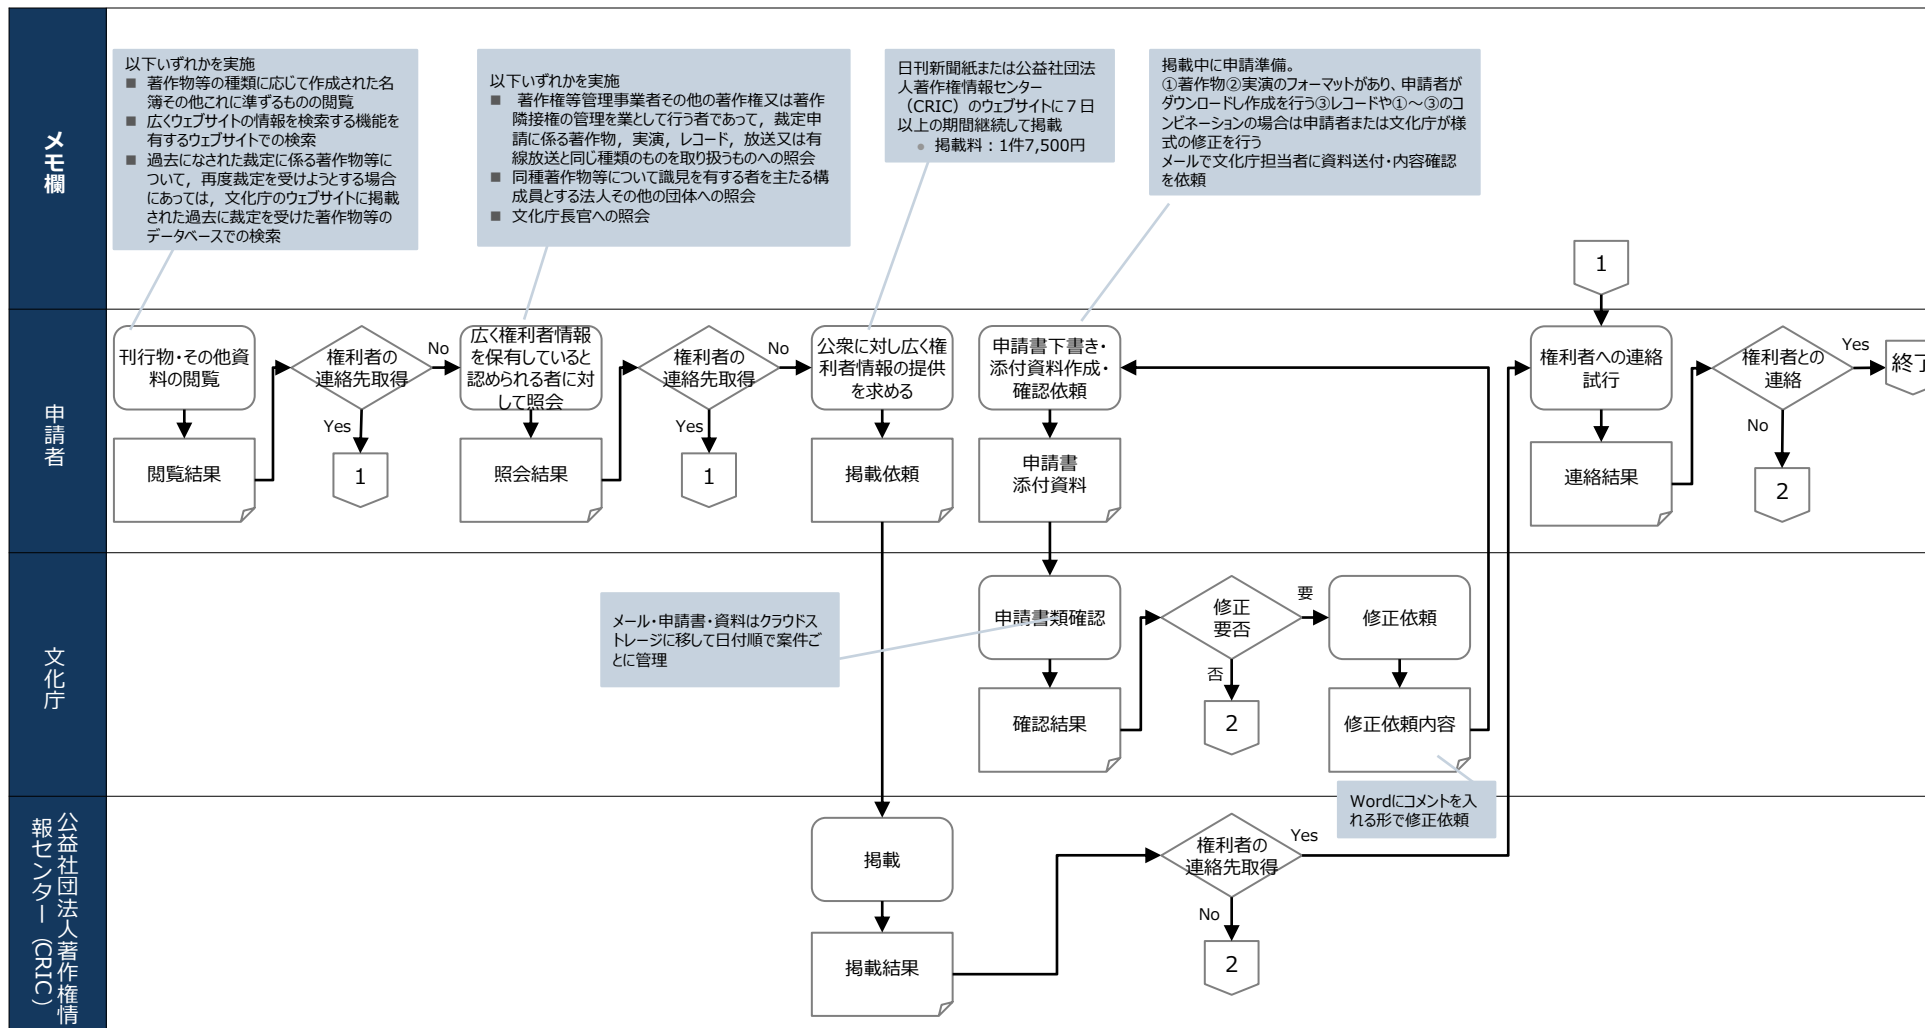 メモ欄
以下いずれかを実施
■ 著作物等の種類に応じて作成された名
簿その他これに準ずるものの閲覧
■ 広くウェブサイトの情報を検索する機能を
有するウェブサイトでの検索
■ 過去になされた裁定に係る著作物等に
ついて，再度裁定を受けようとする場合
にあっては，文化庁のウェブサイトに掲載
された過去に裁定を受けた著作物等の
データベースでの検索
以下いずれかを実施
■ 著作権等管理事業者その他の著作権又は著作
隣接権の管理を業として行う者であって，裁定申
請に係る著作物，実演，レコード，放送又は有
線放送と同じ種類のものを取り扱うものへの照会
■ 同種著作物等について識見を有する者を主たる構
成員とする法人その他の団体への照会
■ 文化庁長官への照会
日刊新聞紙または公益社団法
人著作権情報センター
（CRIC）のウェブサイトに７日
以上の期間継続して掲載
● 掲載料：1件7,500円
掲載中に申請準備。
①著作物②実演のフォーマットがあり、申請者が
ダウンロードし作成を行う③レコードや①～③のコ
ンビネーションの場合は申請者または文化庁が様
式の修正を行う
メールで文化庁担当者に資料送付・内容確認
を依頼
1
申請者
刊行物・その他資
料の閲覧
閲覧結果
権利者の
連絡先取得
No
Yes
1
広く権利者情報
を保有していると
認められる者に対
して照会
照会結果
権利者の
連絡先取得
No
Yes
1
公衆に対し広く権
利者情報の提供
を求める
掲載依頼
申請書下書き・
添付資料作成・
確認依頼
申請書
添付資料
権利者への連絡
試行
連絡結果
権利者との
連絡
Yes
終了
No
2
文化庁
メール・申請書・資料はクラウドス
トレージに移して日付順で案件ご
とに管理
申請書類確認
確認結果
修正
要否
要
否
2
修正依頼
修正依頼内容
Wordにコメントを入
れる形で修正依頼
公益社団法人著作権情
報センター（CRIC）
掲載
掲載結果
権利者の
連絡先取得
Yes
No
2